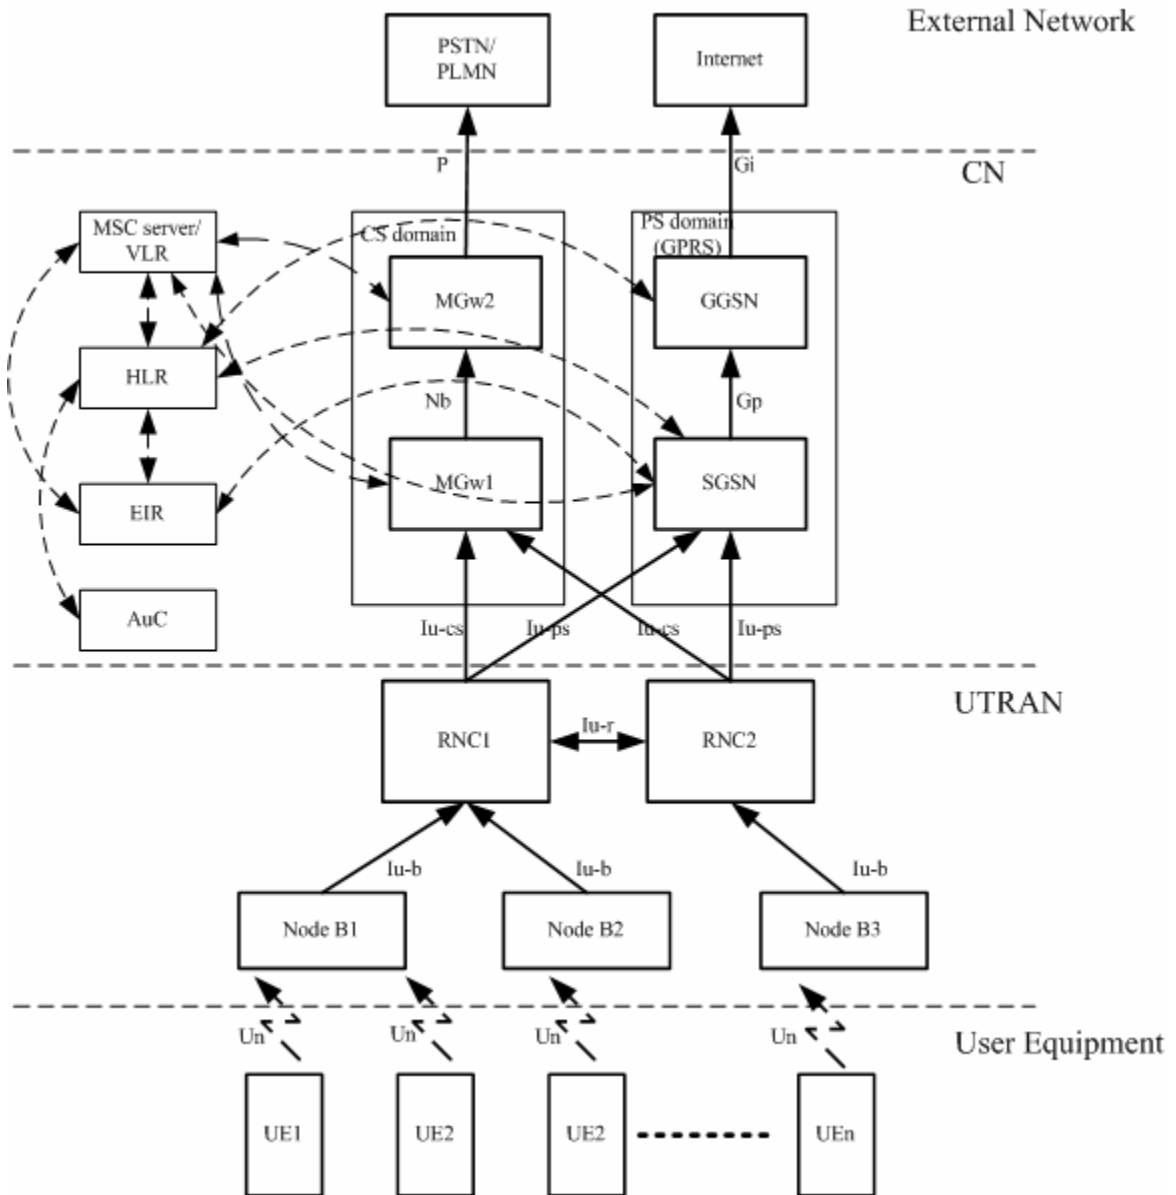 External Network
PSTN/
PLMN
Internet
P
Gi
CN
MSC server/
VLR
CS domain
PS domain
(GPRS)
MGw2
GGSN
HLR
Nb
Gp
MGw1
SGSN
EIR
AuC
Iu-cs
Iu-ps
Iu-cs
Iu-ps
UTRAN
RNC1
Iu-r
RNC2
Iu-b
Iu-b
Iu-b
Node B1
Node B2
Node B3
Un
Un
Un
Un
User Equipment
UE1
UE2
UE2
UEn